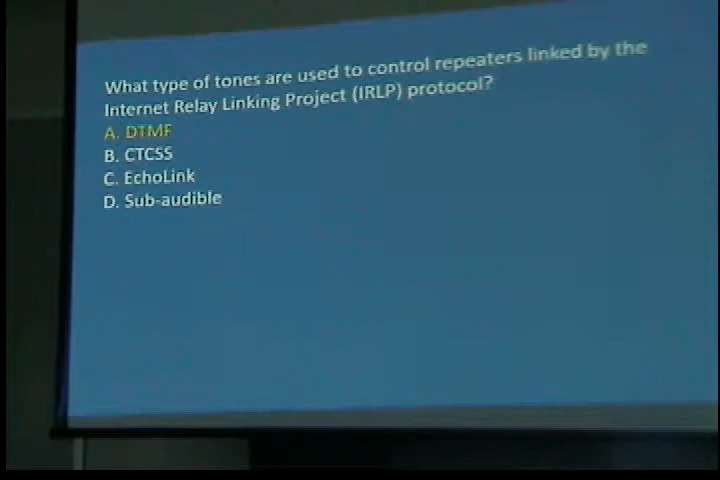 What type of tones are used to control repeaters linked by the
Internet Relay Linking Project (IRLP) protocol?
A. DTMF
B. CTCSS
C. EchoLink
D. Sub-audible